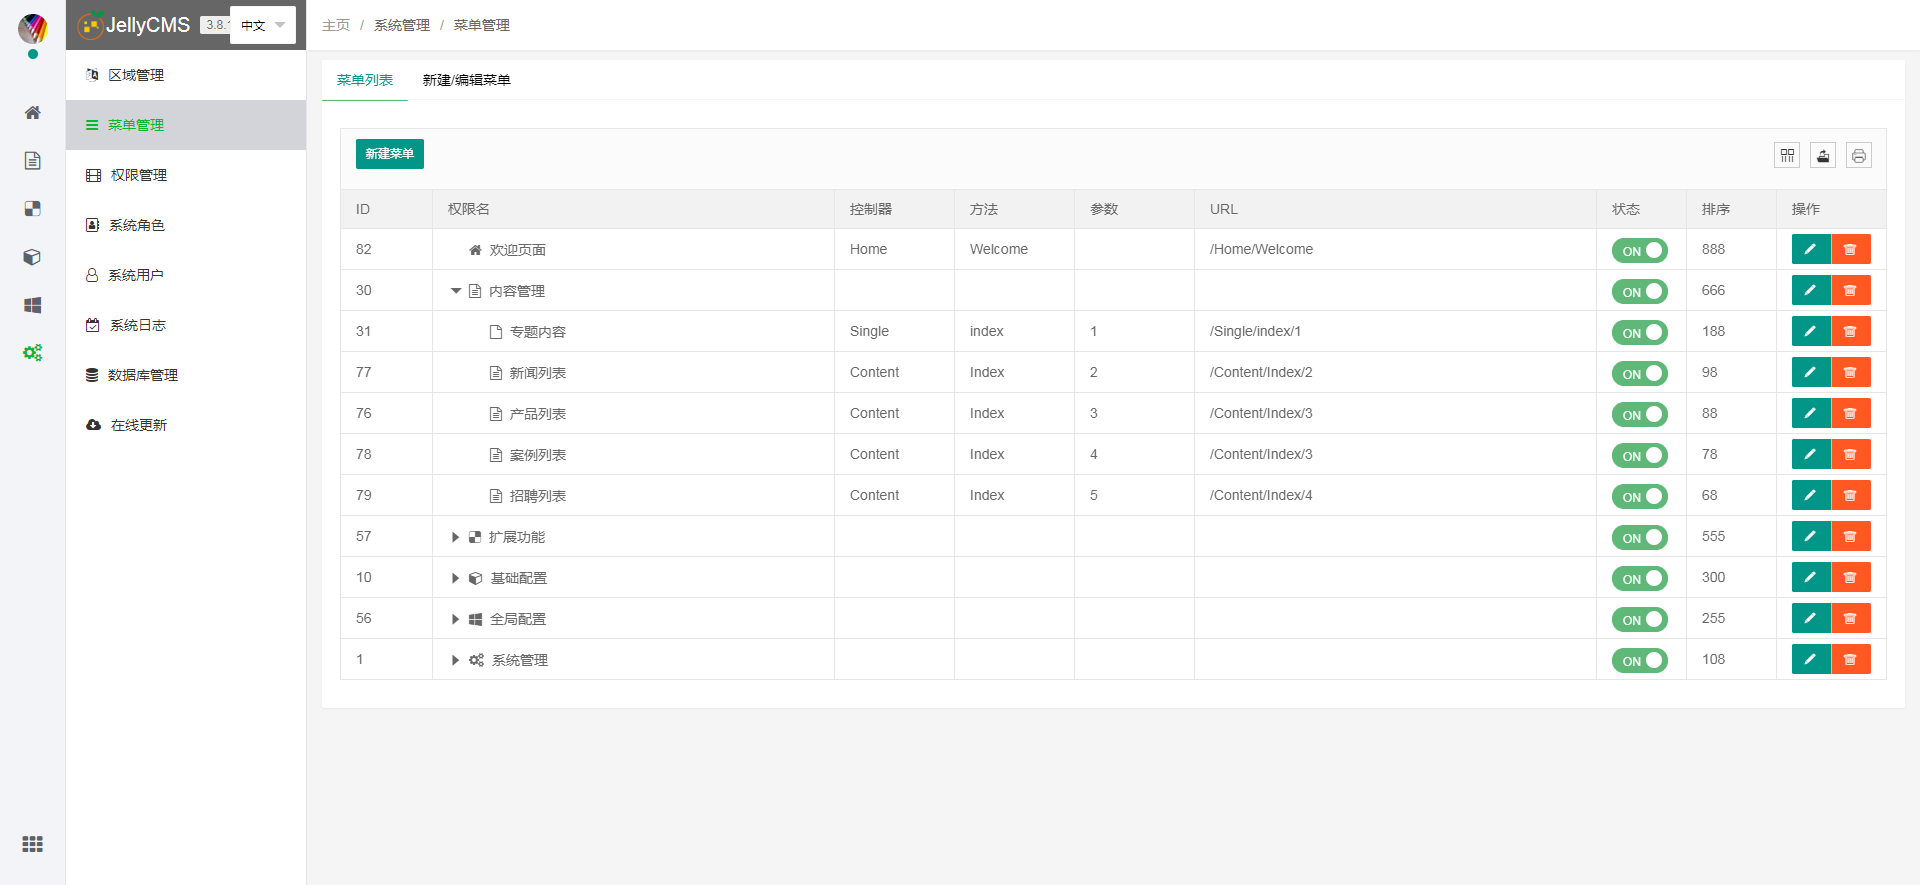 JellyCMS 3.8. 中文
主页 / 系统管理 / 菜单管理
区域管理
菜单管理
权限管理
系统角色
系统用户
系统日志
数据库管理
在线更新
菜单列表 新建/编辑菜单
新建菜单
ID 权限名 控制器 方法 参数 URL 状态 排序 操作
82 欢迎页面 Home Welcome /Home/Welcome ON 888
30 内容管理 ON 666
31 专题内容 Single index 1 /Single/index/1 ON 188
77 新闻列表 Content Index 2 /Content/Index/2 ON 98
76 产品列表 Content Index 3 /Content/Index/3 ON 88
78 案例列表 Content Index 4 /Content/Index/3 ON 78
79 招聘列表 Content Index 5 /Content/Index/4 ON 68
57 扩展功能 ON 555
10 基础配置 ON 300
56 全局配置 ON 255
1 系统管理 ON 108